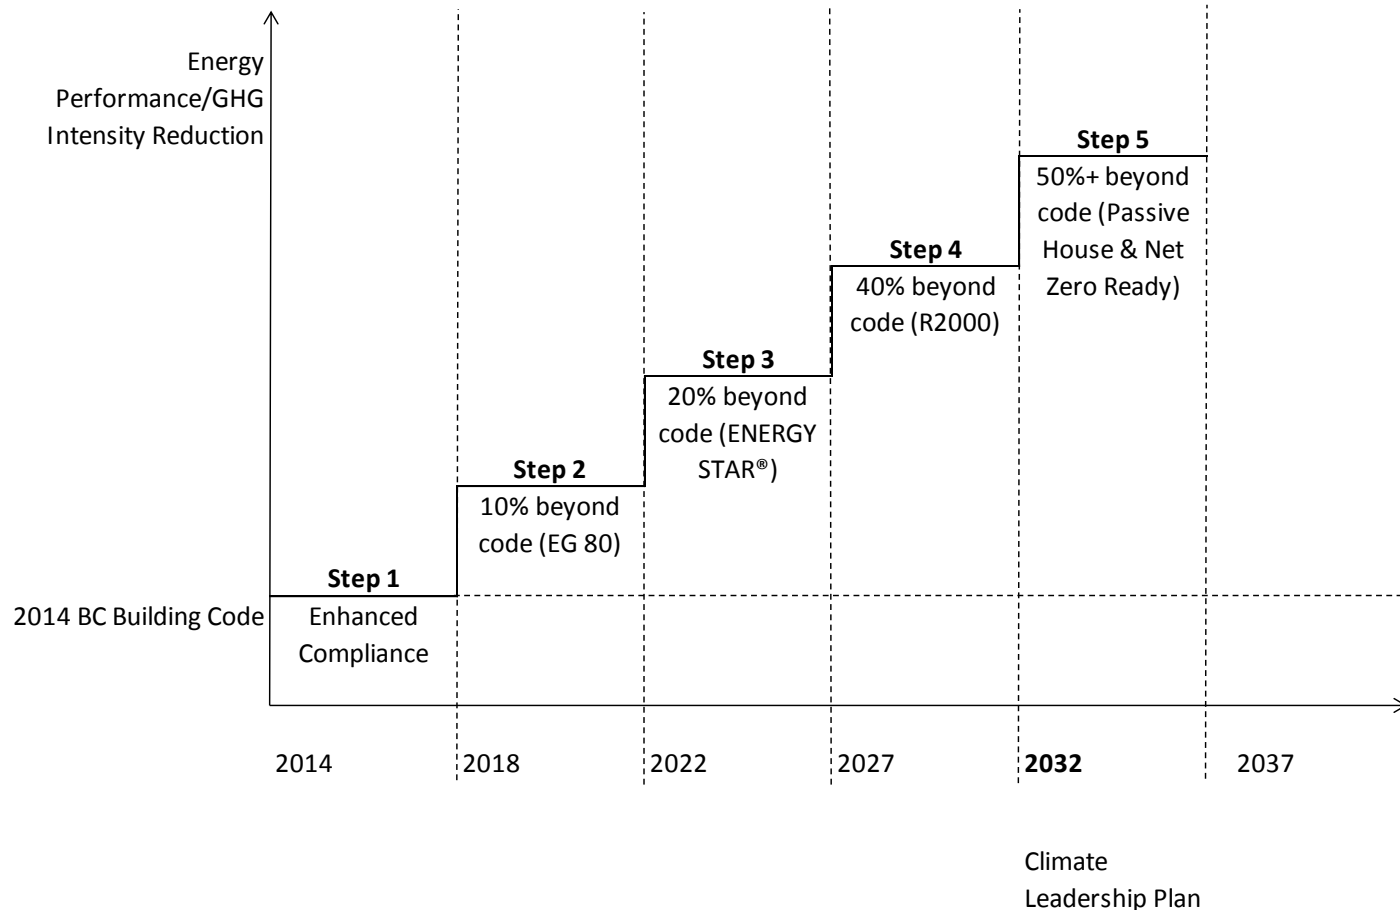 Energy
Performance/GHG
Intensity Reduction
Step 5
50%+ beyond
code (Passive
House & Net
Zero Ready)
Step 4
40% beyond
code (R2000)
Step 3
20% beyond
code (ENERGY
STAR®)
Step 2
10% beyond
code (EG 80)
Step 1
2014 BC Building Code
Enhanced
Compliance
2014 2018 2022 2027 2032 2037
Climate
Leadership Plan